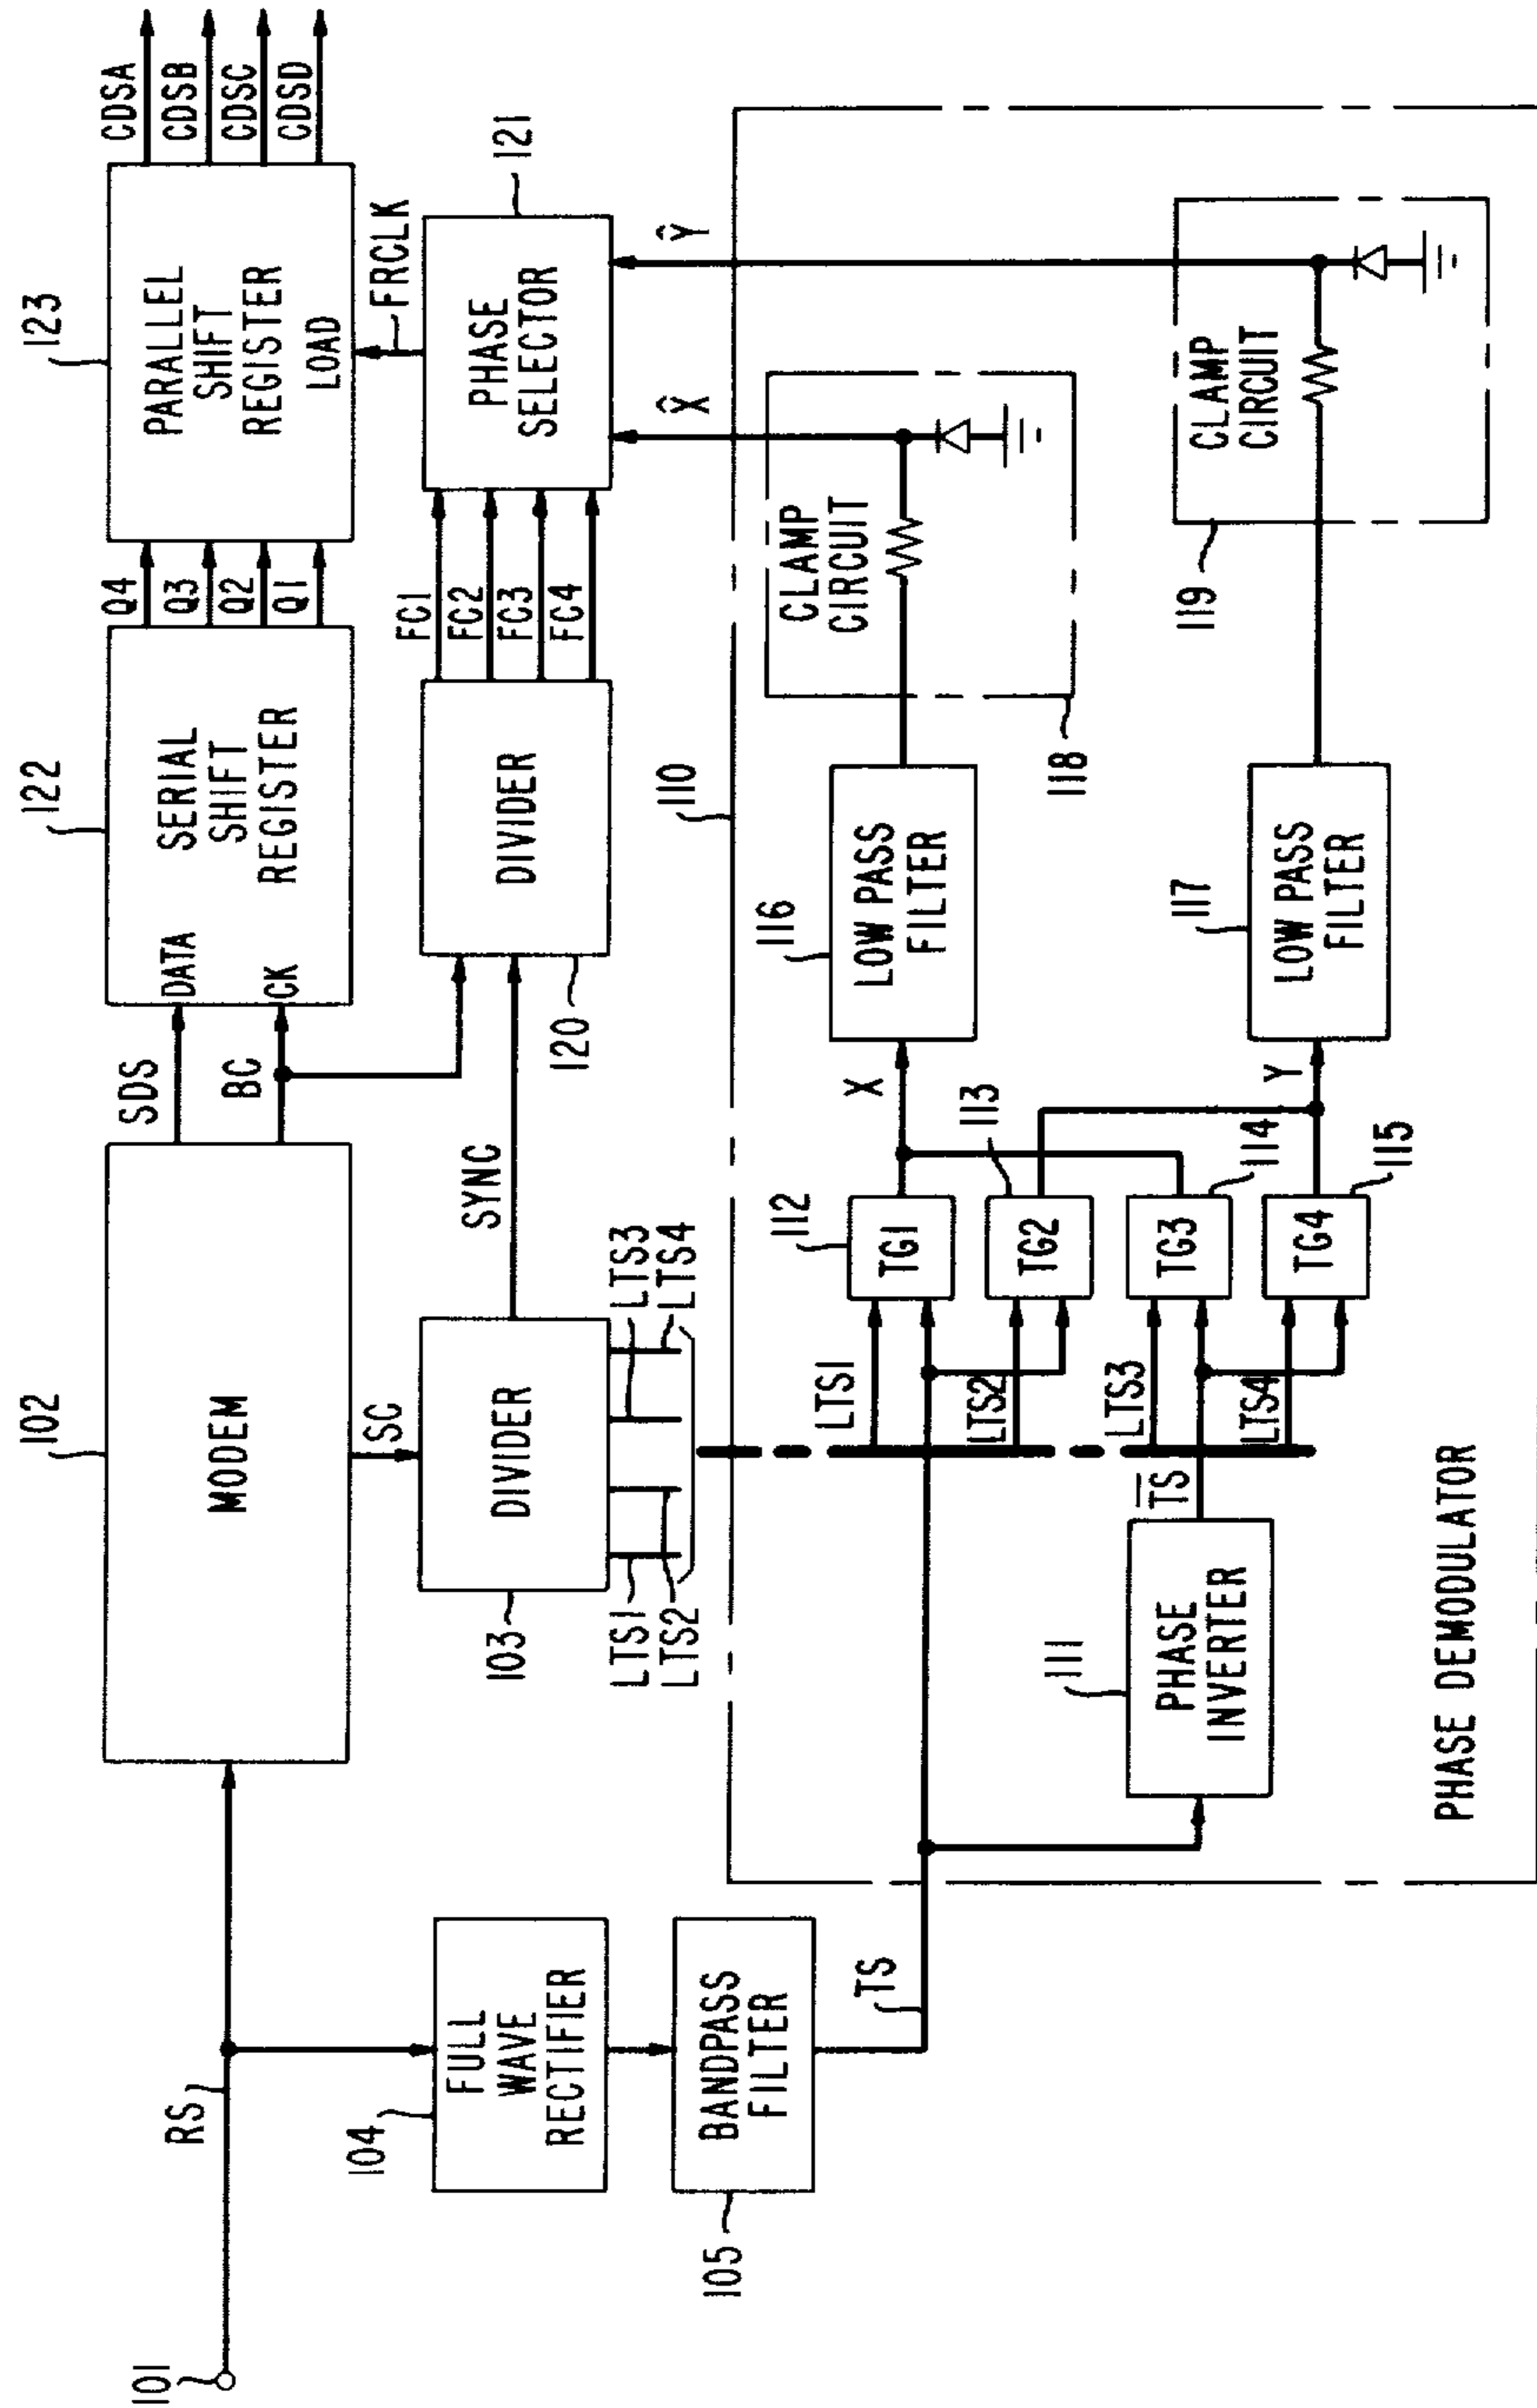 101
RS
102
MODEM
SDS
BC
122
DATA
CK
SERIAL
SHIFT
REGISTER
Q4
Q3
Q2
Q1
123
PARALLEL
SHIFT
REGISTER
LOAD
CDSA
CDSB
CDSC
CDSD
104
FULL
WAVE
RECTIFIER
105
BANDPASS
FILTER
TS
SC
103
DIVIDER
SYNC
LTS1
LTS2
LTS3
LTS4
120
DIVIDER
FC1
FC2
FC3
FC4
121
PHASE
SELECTOR
FRCLK
X̂
Ŷ
110
111
PHASE
INVERTER
T̅S̅
LTS1
LTS2
LTS3
LTS4
112
TG1
113
TG2
114
TG3
115
TG4
X
Y
116
LOW PASS
FILTER
117
LOW PASS
FILTER
118
CLAMP
CIRCUIT
119
CLAMP
CIRCUIT
PHASE DEMODULATOR